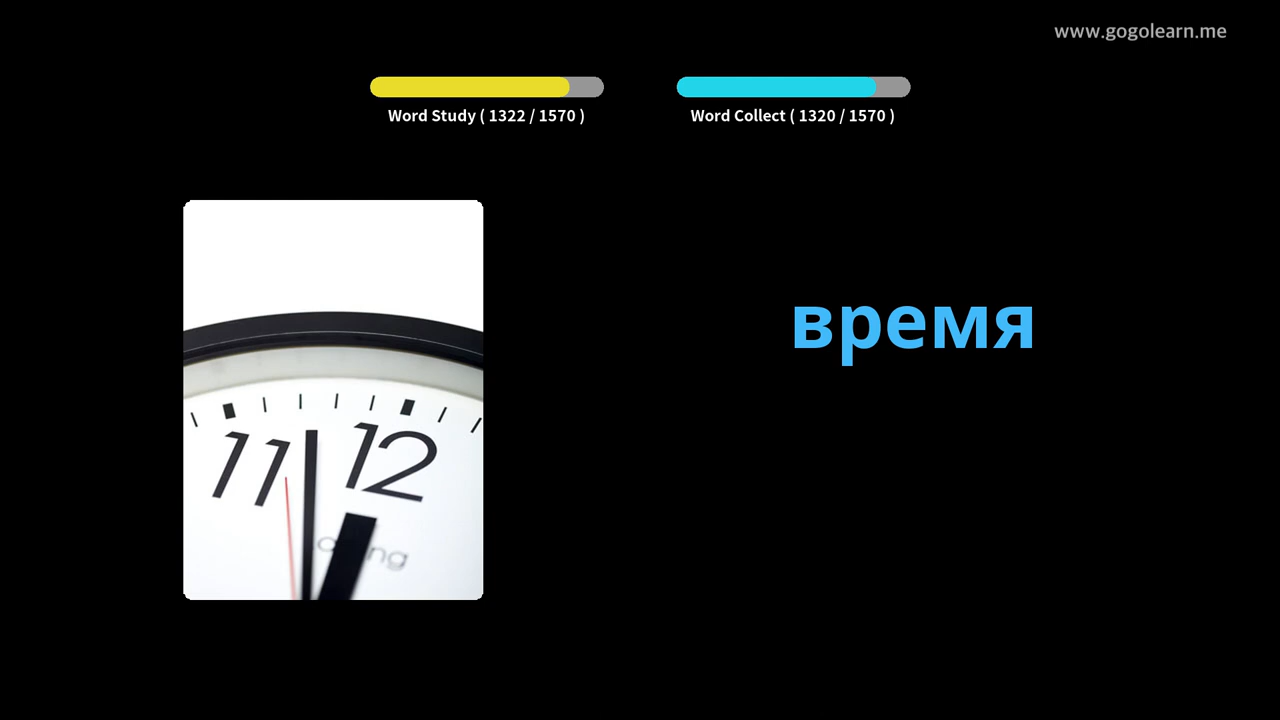 www.gogolearn.me
Word Study ( 1322 / 1570 )
Word Collect ( 1320 / 1570 )
время
11 12